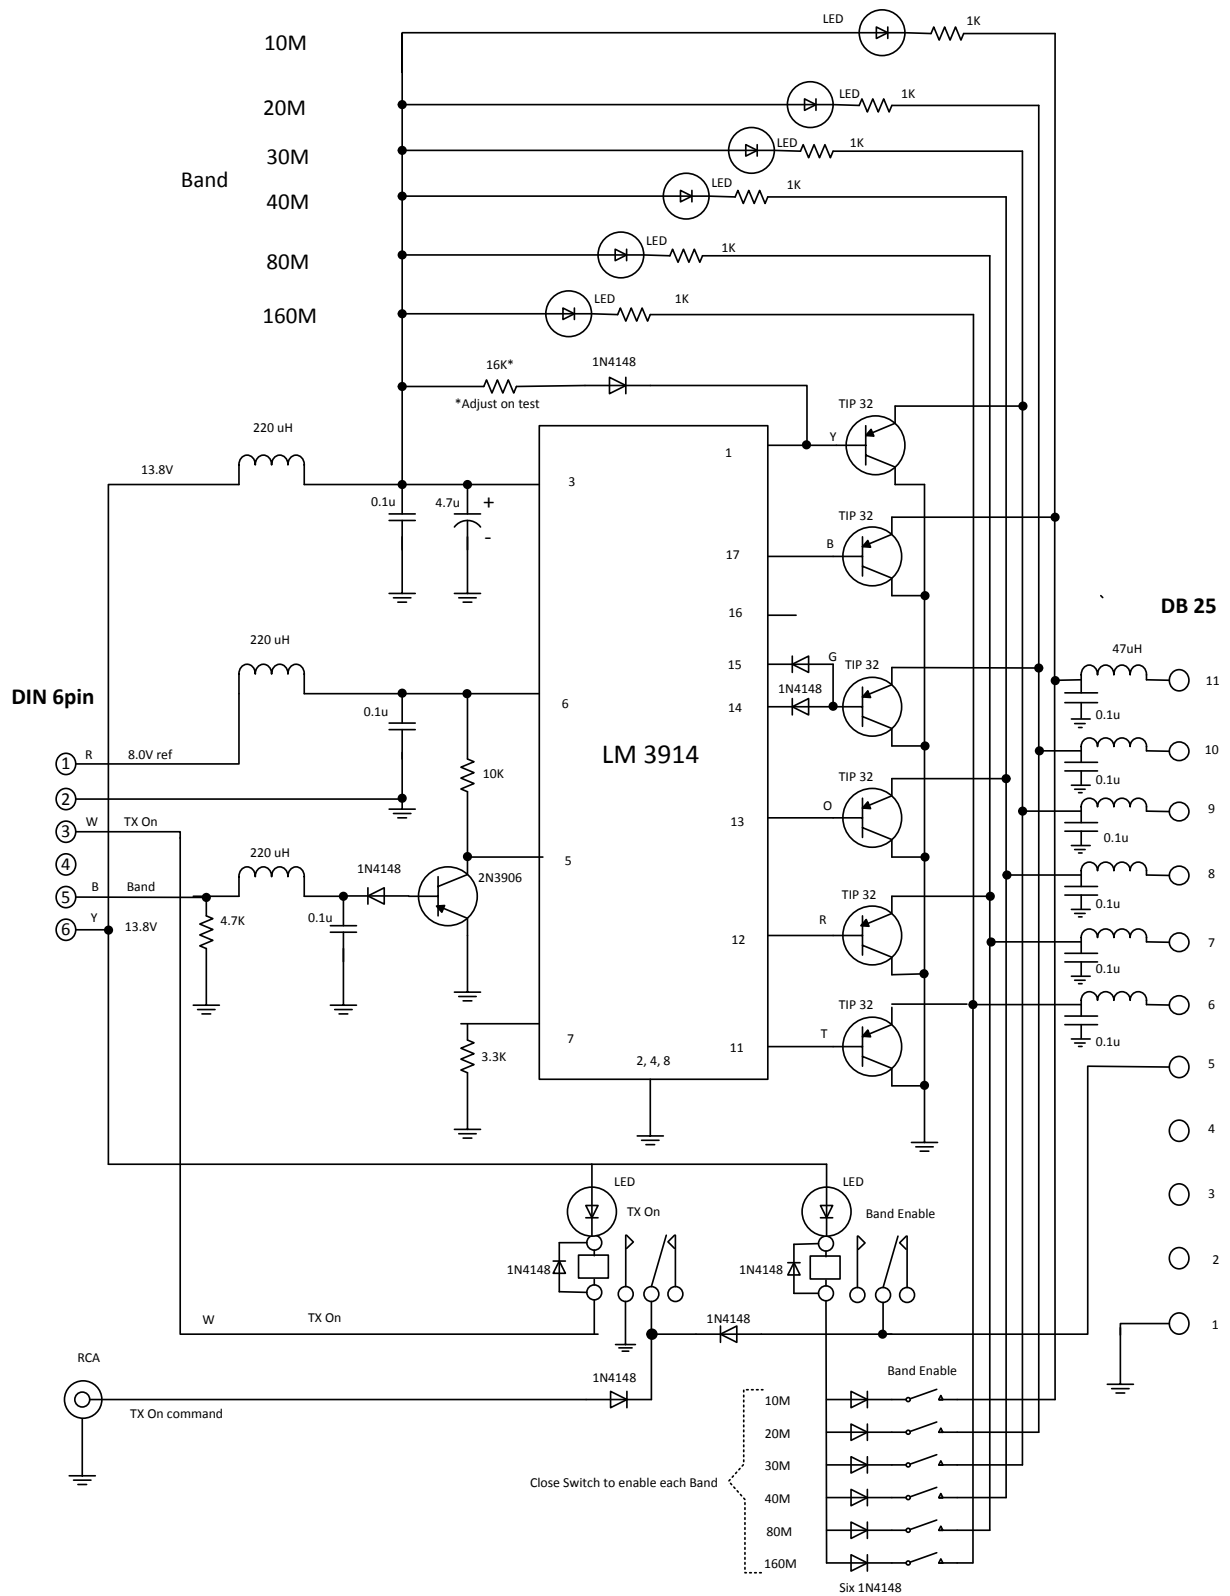 LED
1K
10M
LED
1K
20M
LED
1K
30M
Band
LED
1K
40M
LED
1K
80M
LED
1K
160M
16K*
1N4148
*Adjust on test
TIP 32
220 uH
1
Y
13.8V
3
0.1u
4.7u
+
-
TIP 32
17
B
DB 25
16
220 uH
47uH
15
G
TIP 32
DIN 6pin
1N4148
11
6
14
0.1u
0.1u
1
R
8.0V ref
10K
LM 3914
10
TIP 32
0.1u
2
3
W
TX On
13
O
9
0.1u
220 uH
1N4148
5
4
2N3906
8
5
B
Band
TIP 32
0.1u
6
Y
13.8V
4.7K
0.1u
12
R
7
0.1u
TIP 32
6
7
T
0.1u
3.3K
11
2, 4, 8
5
4
LED
LED
3
TX On
Band Enable
1N4148
1N4148
2
W
TX On
1N4148
1
RCA
1N4148
Band Enable
TX On command
10M
20M
30M
Close Switch to enable each Band
40M
80M
160M
Six 1N4148